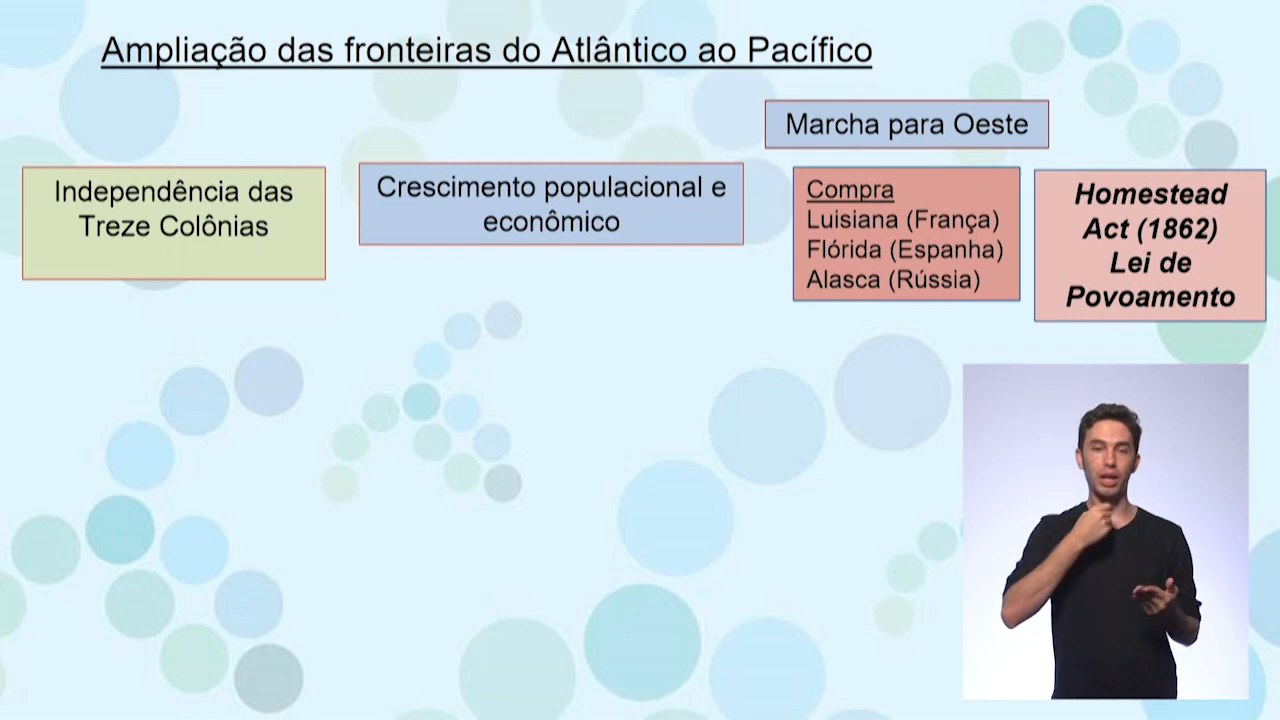 Ampliação das fronteiras do Atlântico ao Pacífico
Marcha para Oeste
Independência das
Treze Colônias
Crescimento populacional e
econômico
Compra
Luisiana (França)
Flórida (Espanha)
Alasca (Rússia)
Homestead
Act (1862)
Lei de
Povoamento